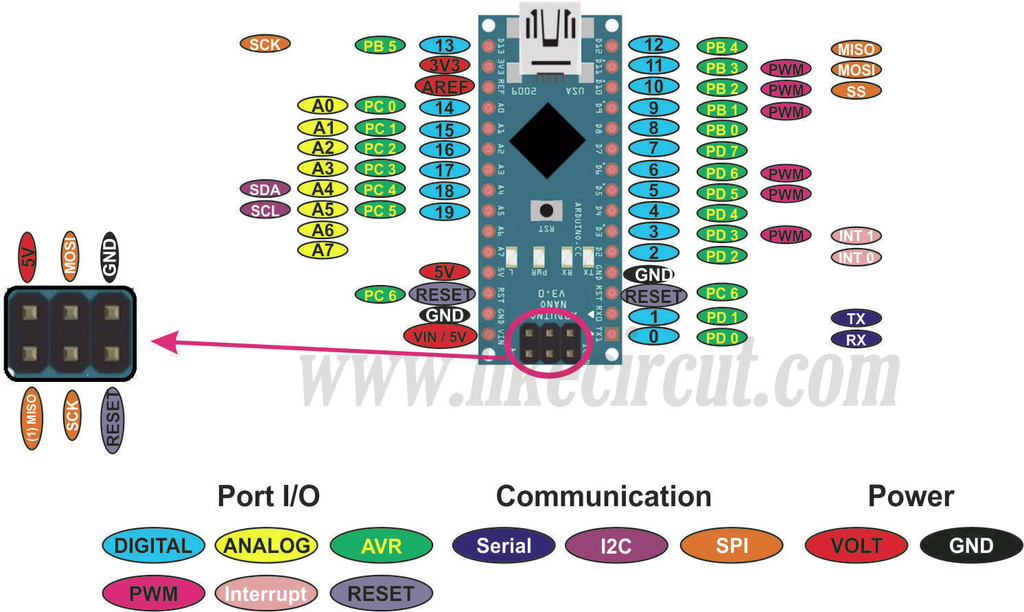 SCK PB 5 13 D13 D12 12 PB 4 MISO
3V3 3V3 D11 11 PB 3 PWM MOSI
AREF REF 2009 USA D10 10 PB 2 PWM SS
A0 PC 0 14 A0 D9 9 PB 1 PWM
A1 PC 1 15 A1 D8 8 PB 0
A2 PC 2 16 A2 D7 7 PD 7
A3 PC 3 17 A3 D6 6 PD 6 PWM
SDA A4 PC 4 18 A4 D5 5 PD 5 PWM
SCL A5 PC 5 19 A5 D4 4 PD 4
A6 A6 RST ARDUINO.CC D3 3 PD 3 PWM INT 1
A7 A7 D2 2 PD 2 INT 0
5V 5V L PWR RX TX GND GND
PC 6 RESET RST V3.0 RST RESET PC 6
GND GND NANO RX0 1 PD 1 TX
VIN / 5V VIN ARDUINO TX1 0 PD 0 RX
5V MOSI GND
(1) MISO SCK RESET
www.hkecircut.com
Port I/O Communication Power
DIGITAL ANALOG AVR Serial I2C SPI VOLT GND
PWM Interrupt RESET